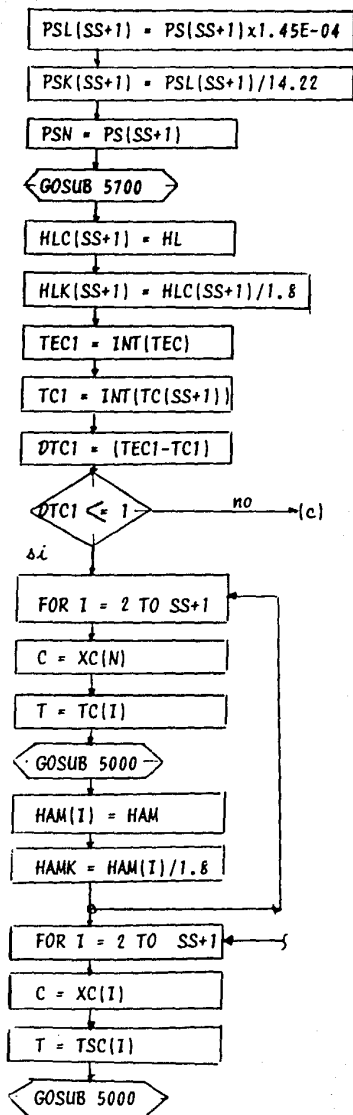 PSL(SS+1) = PS(SS+1)x1.45E-04
PSK(SS+1) = PSL(SS+1)/14.22
PSN = PS(SS+1)
GOSUB 5700
HLC(SS+1) = HL
HLK(SS+1) = HLC(SS+1)/1.8
TEC1 = INT(TEC)
TC1 = INT(TC(SS+1))
DTC1 = (TEC1-TC1)
DTC1 <= 1
no
(c)
si
FOR I = 2 TO SS+1
C = XC(N)
T = TC(I)
GOSUB 5000
HAM(I) = HAM
HAMK = HAM(I)/1.8
FOR I = 2 TO SS+1
C = XC(I)
T = TSC(I)
GOSUB 5000